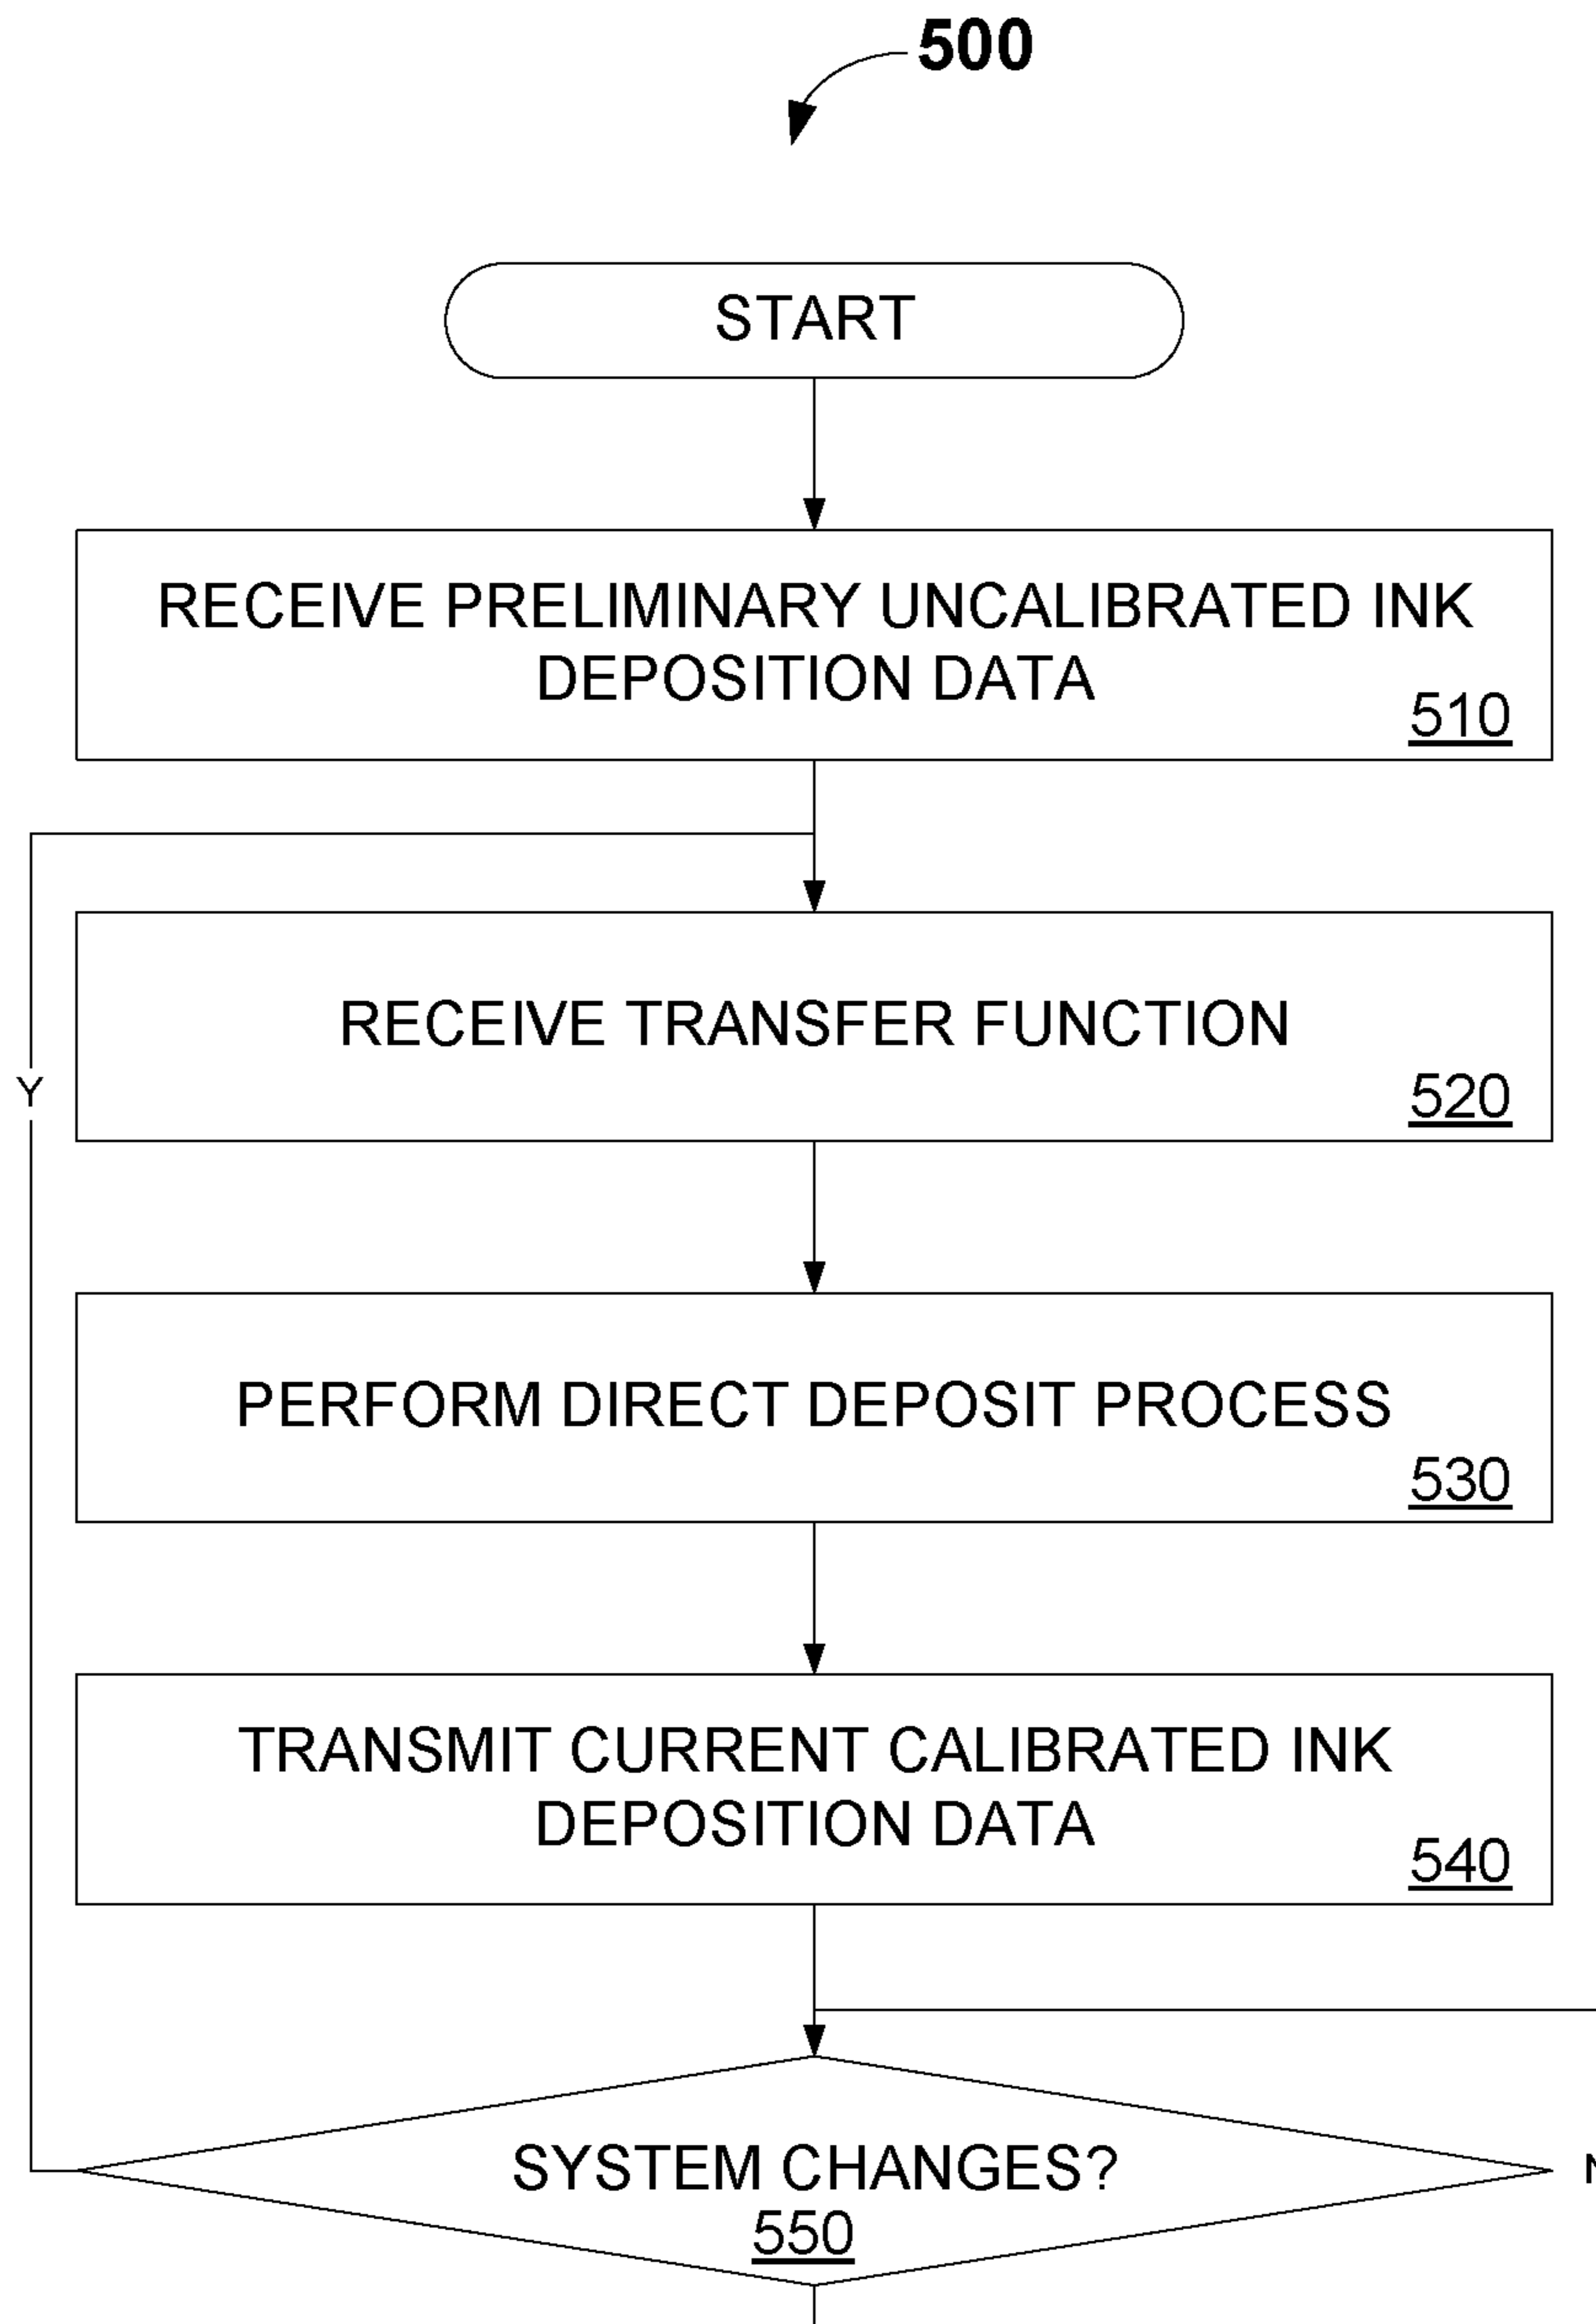 500
START
RECEIVE PRELIMINARY UNCALIBRATED INK
DEPOSITION DATA
510
RECEIVE TRANSFER FUNCTION
520
Y
PERFORM DIRECT DEPOSIT PROCESS
530
TRANSMIT CURRENT CALIBRATED INK
DEPOSITION DATA
540
SYSTEM CHANGES?
550
N